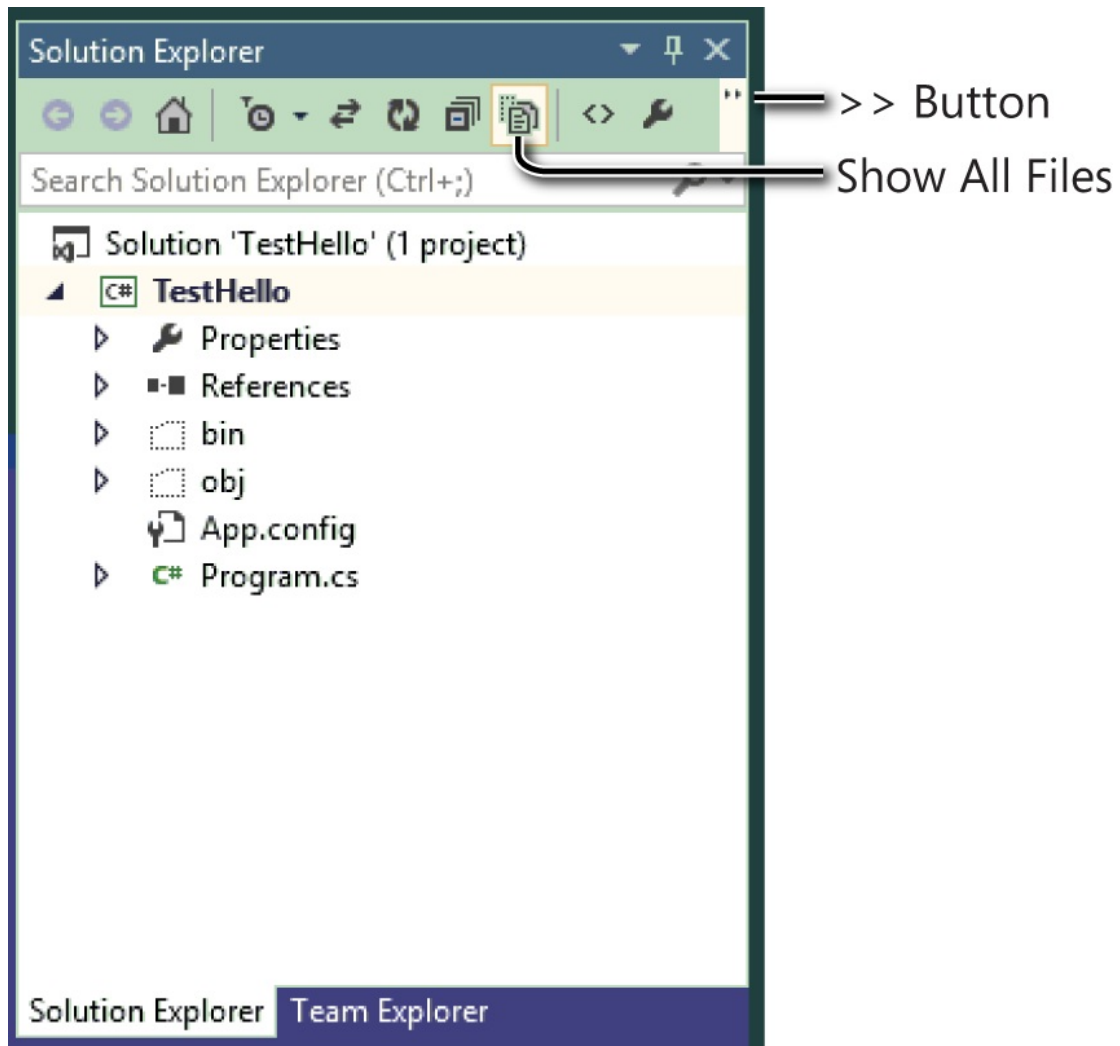 Solution Explorer
>> Button
Search Solution Explorer (Ctrl+;)
Show All Files
Solution 'TestHello' (1 project)
C# TestHello
Properties
References
bin
obj
App.config
C# Program.cs
Solution Explorer Team Explorer